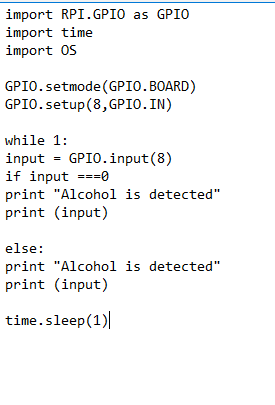 import RPI.GPIO as GPIO
import time
import OS
GPIO.setmode(GPIO.BOARD)
GPIO.setup(8,GPIO.IN)
while 1:
input = GPIO.input(8)
if input ===0
print "Alcohol is detected"
print (input)
else:
print "Alcohol is detected"
print (input)
time.sleep(1)